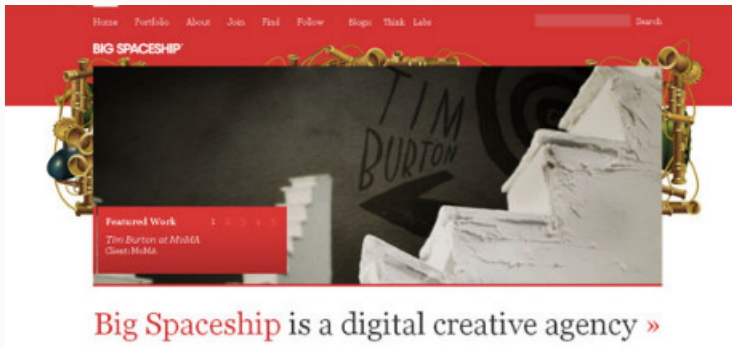 Home Portfolio About Join Find Follow Blogs: Think Labs Search
BIG SPACESHIP
TIM
BURTON
Featured Work 1 2 3 4 5
Tim Burton at MoMA
Client: MoMA
Big Spaceship is a digital creative agency »